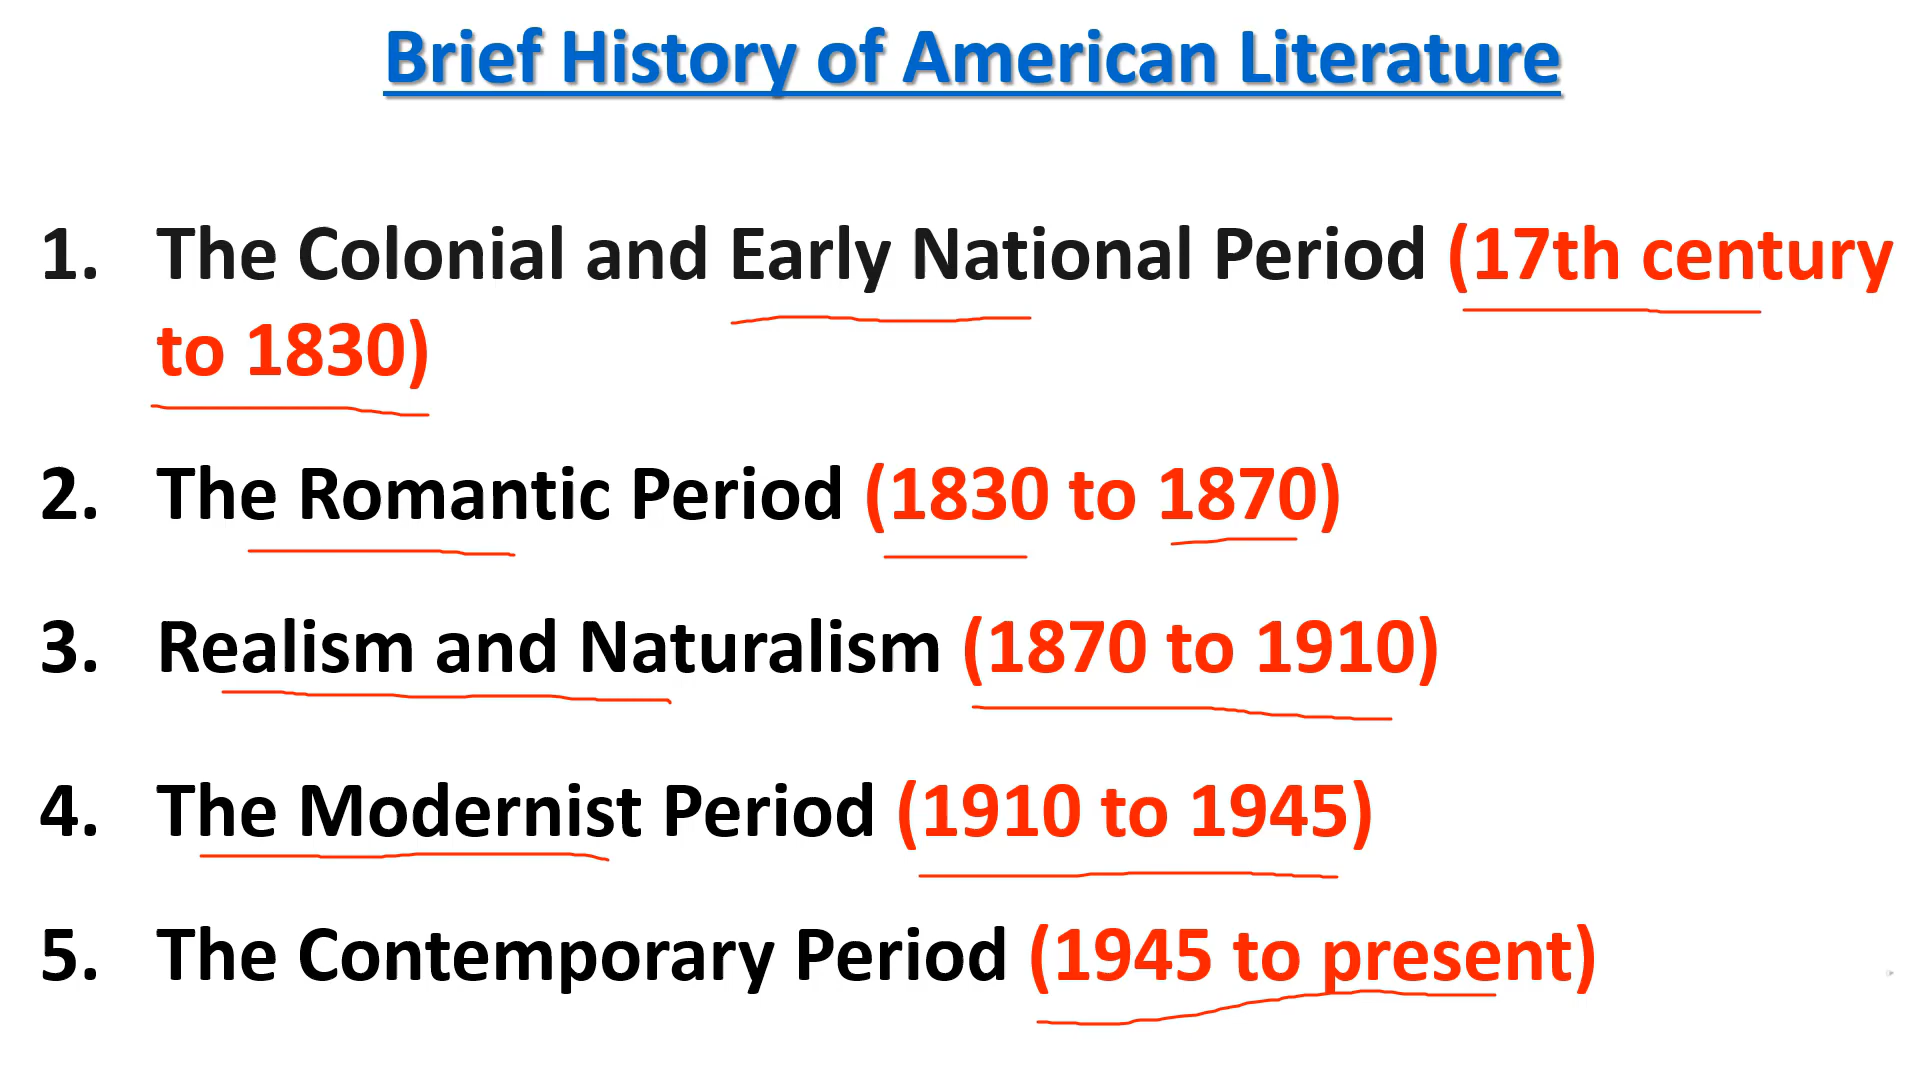 Brief History of American Literature
1. The Colonial and Early National Period (17th century
to 1830)
2. The Romantic Period (1830 to 1870)
3. Realism and Naturalism (1870 to 1910)
4. The Modernist Period (1910 to 1945)
5. The Contemporary Period (1945 to present)